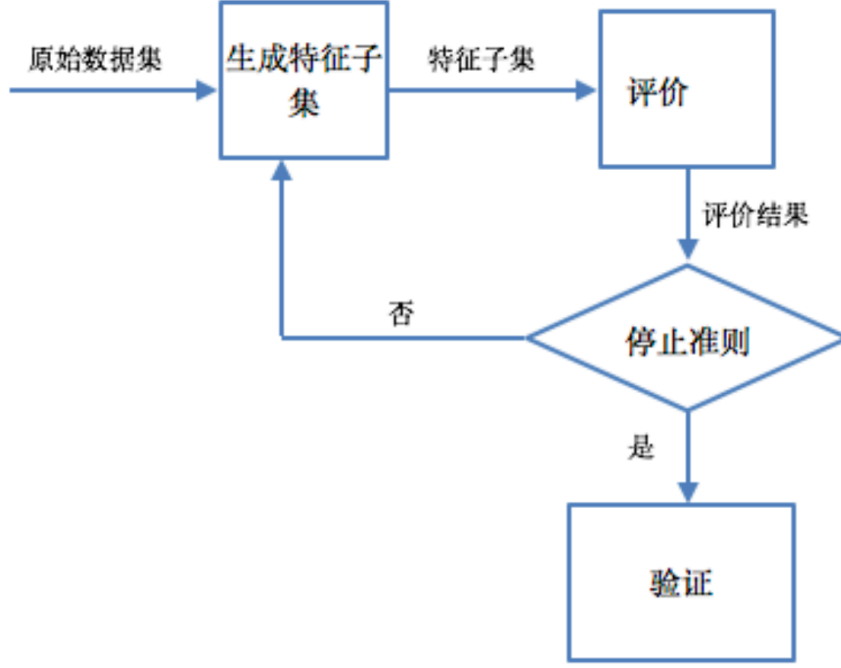 原始数据集
生成特征子
集
特征子集
评价
评价结果
否
停止准则
是
验证